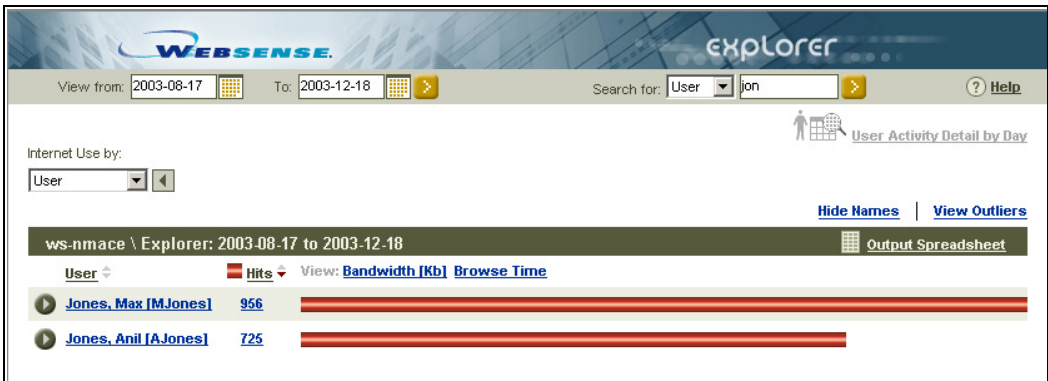 WEBSENSE. explorer
View from: 2003-08-17 To: 2003-12-18 Search for: User jon ? Help
User Activity Detail by Day
Internet Use by:
User
Hide Names | View Outliers
ws-nmace \ Explorer: 2003-08-17 to 2003-12-18 Output Spreadsheet
User Hits View: Bandwidth [Kb] Browse Time
Jones, Max [MJones] 956
Jones, Anil [AJones] 725